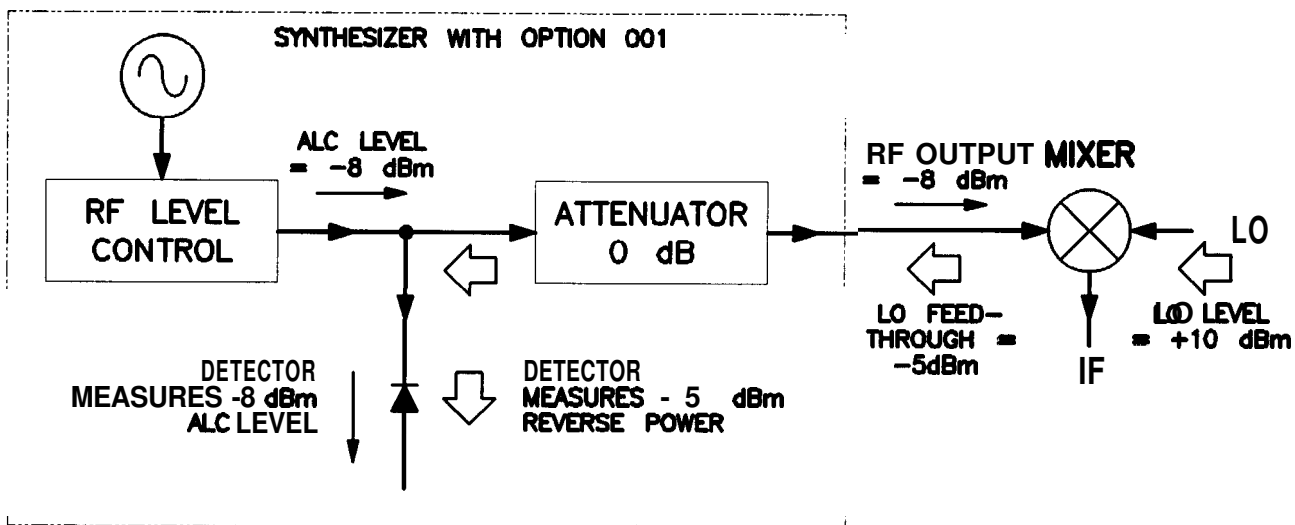 SYNTHESIZER WITH OPTION 001
ALC LEVEL
= -8 dBm
RF LEVEL
CONTROL
ATTENUATOR
0 dB
RF OUTPUT
= -8 dBm
MIXER
LO
LO FEED-
THROUGH =
-5dBm
LO LEVEL
= +10 dBm
IF
DETECTOR
MEASURES -8 dBm
ALC LEVEL
DETECTOR
MEASURES - 5 dBm
REVERSE POWER